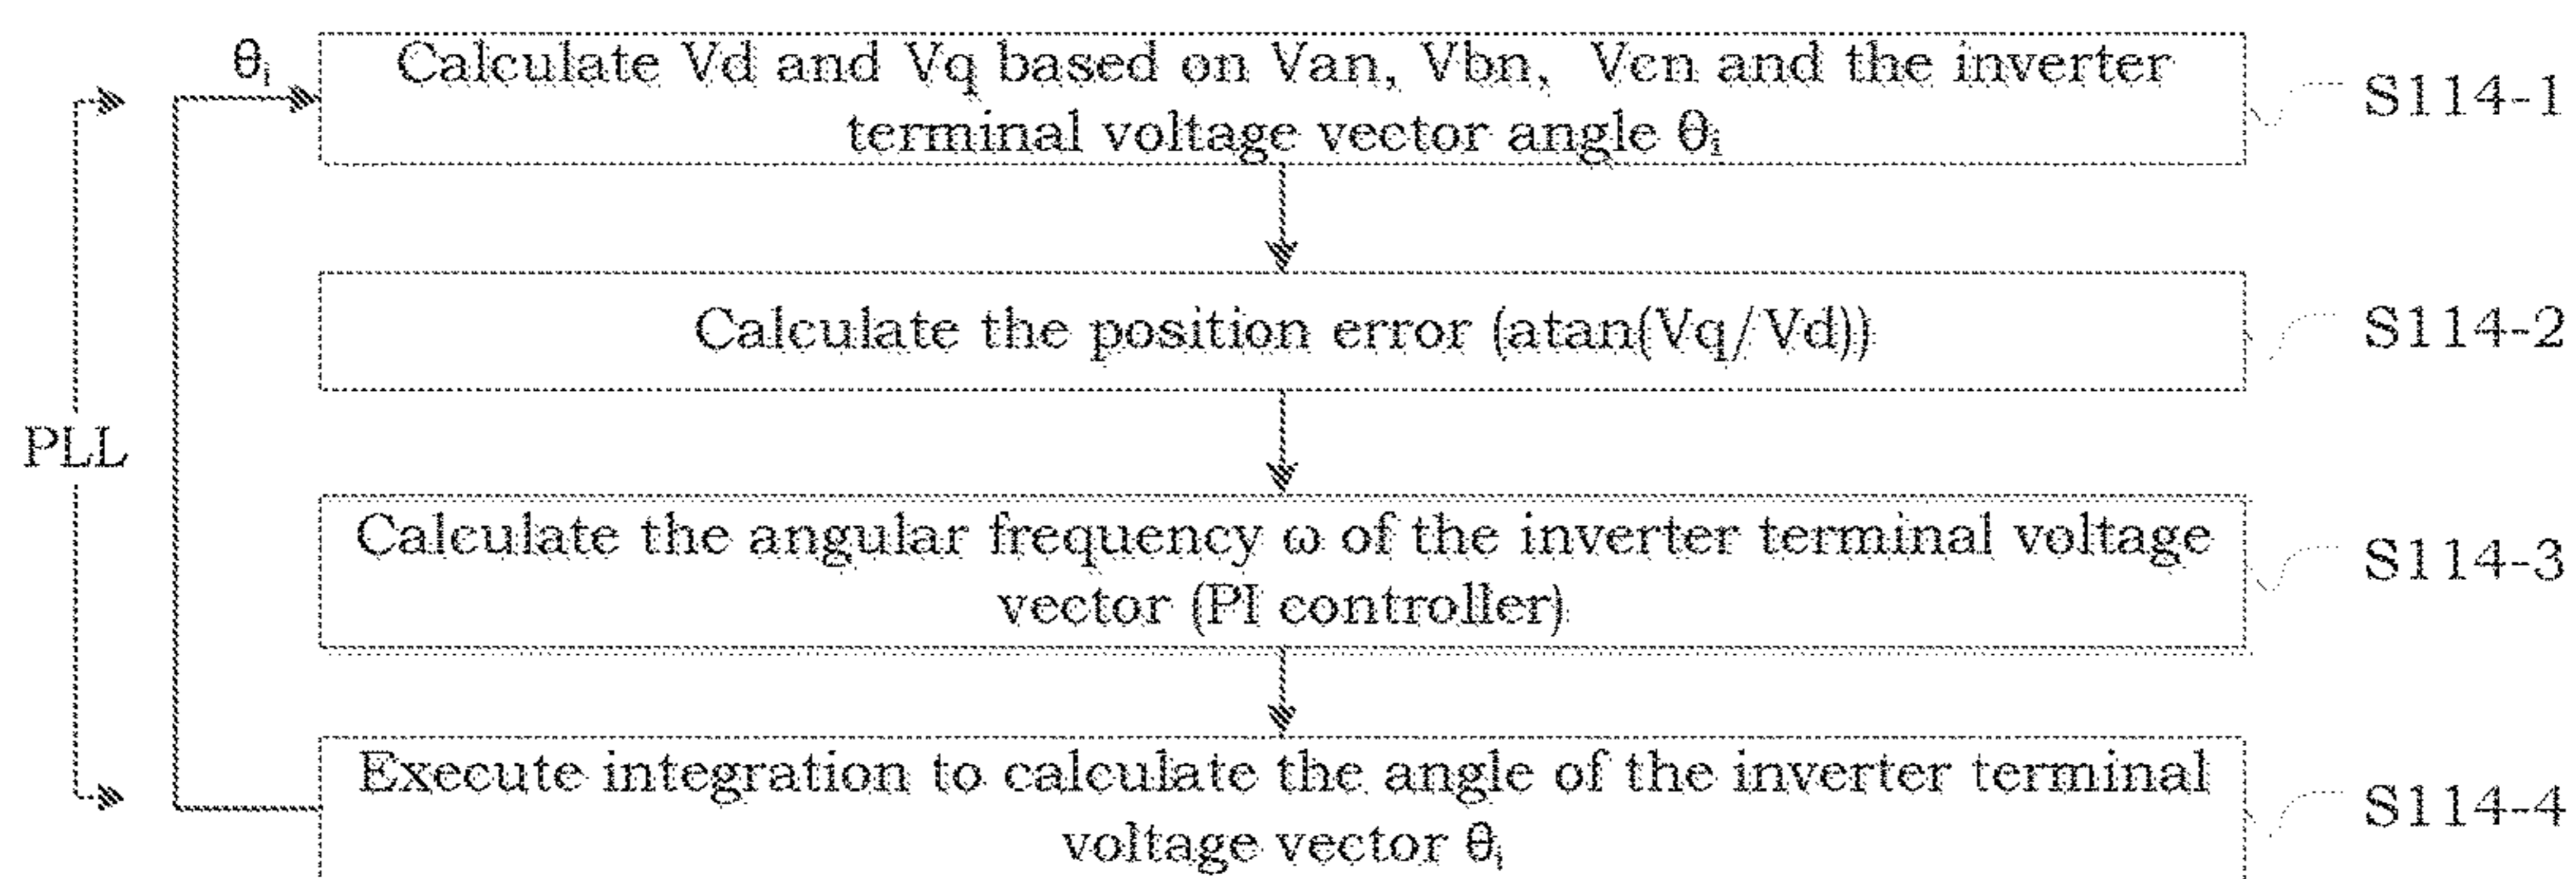 θi
Calculate Vd and Vq based on Van, Vbn, Vcn and the inverter
terminal voltage vector angle θi
S114-1
Calculate the position error (atan(Vq/Vd))
S114-2
PLL
Calculate the angular frequency ω of the inverter terminal voltage
vector (PI controller)
S114-3
Execute integration to calculate the angle of the inverter terminal
voltage vector θi
S114-4